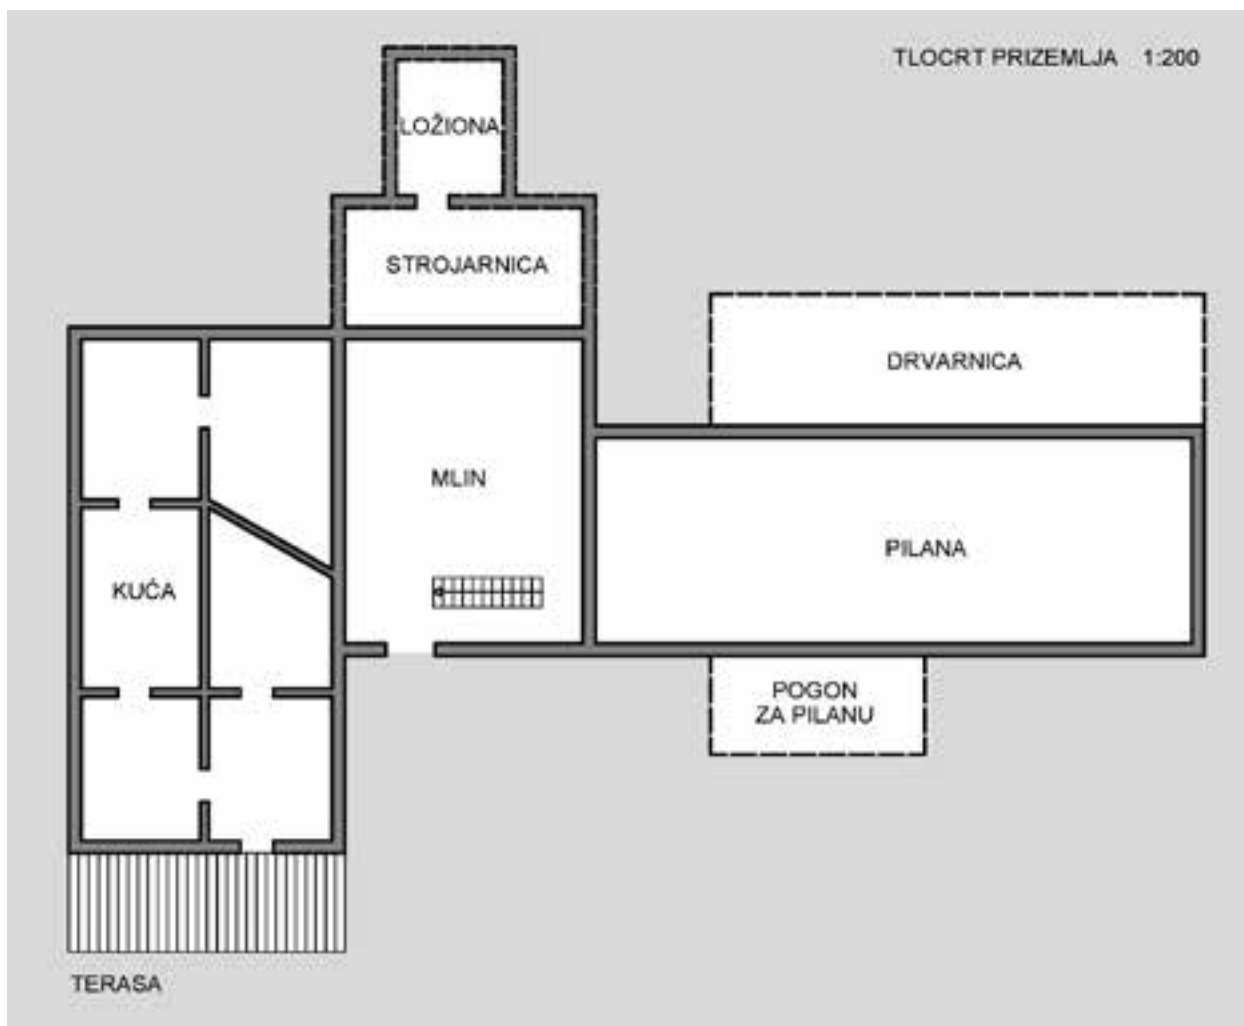 TLOCRT PRIZEMLJA 1:200
LOŽIONA
STROJARNICA
DRVARNICA
MLIN
PILANA
KUĆA
POGON
ZA PILANU
TERASA